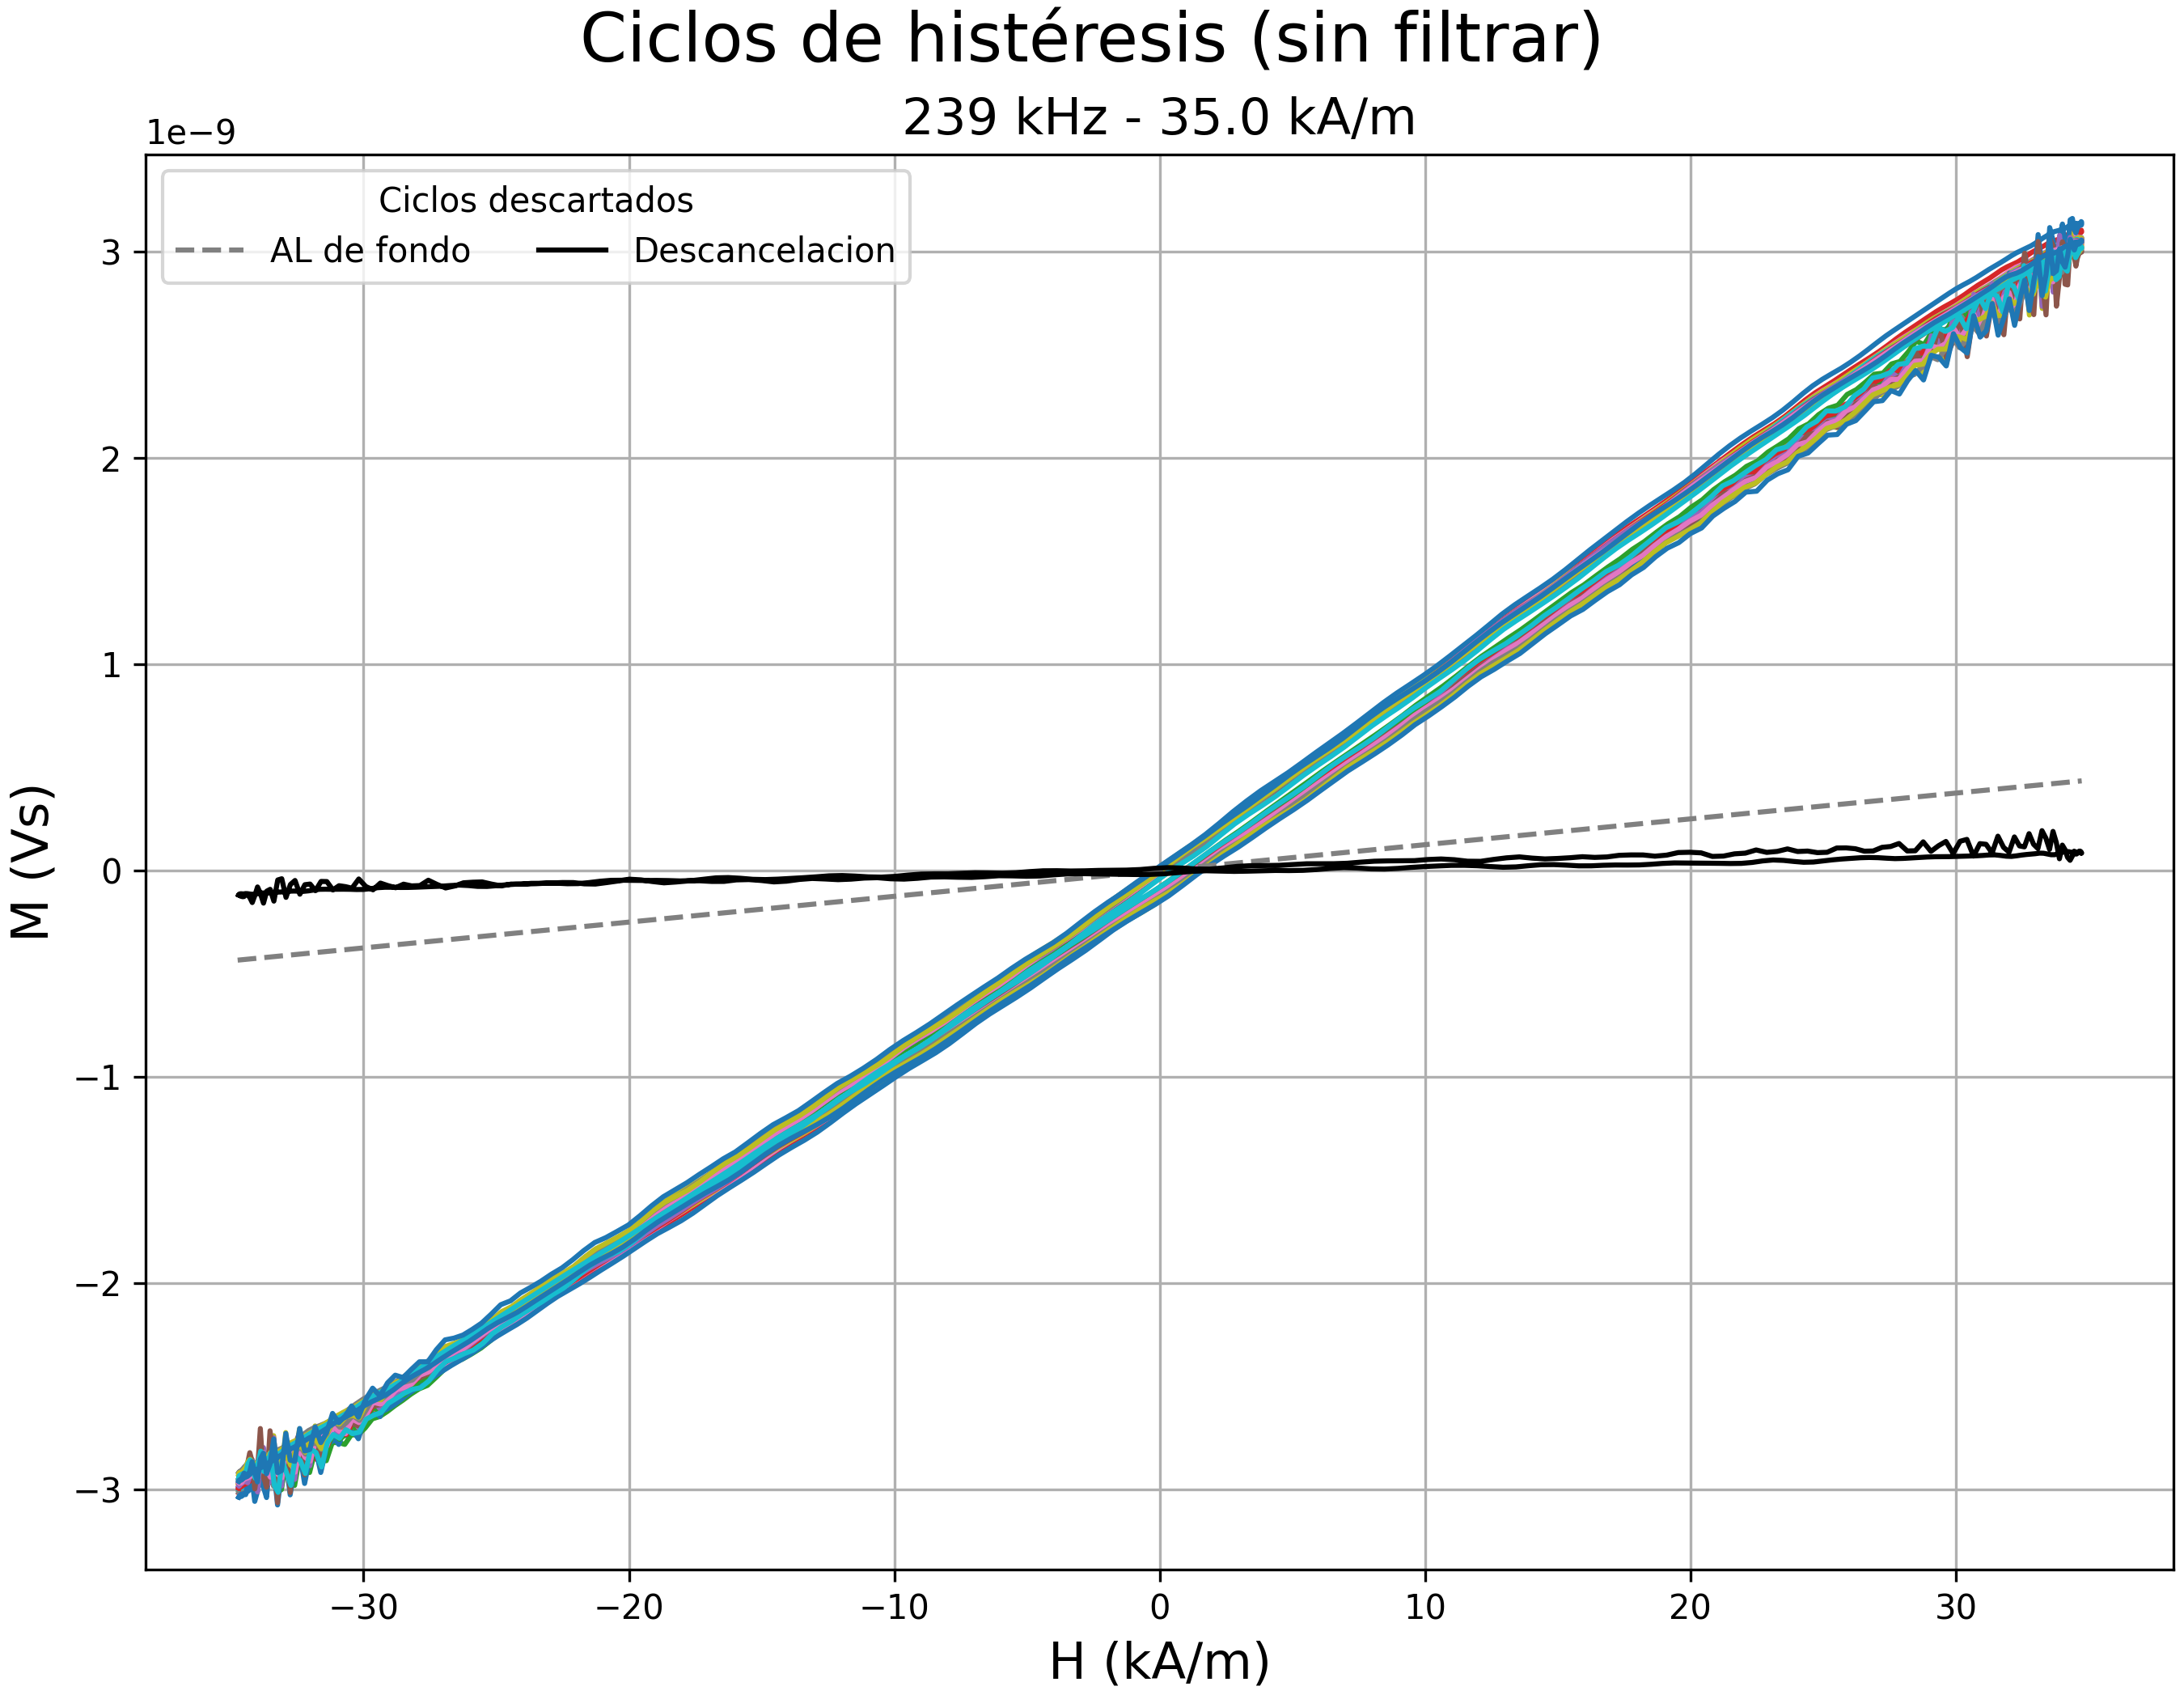 Ciclos de histéresis (sin filtrar)
239 kHz - 35.0 kA/m
1e−9
Ciclos descartados
AL de fondo
Descancelacion
3
2
1
0
−1
−2
−3
M (Vs)
−30 −20 −10 0 10 20 30
H (kA/m)